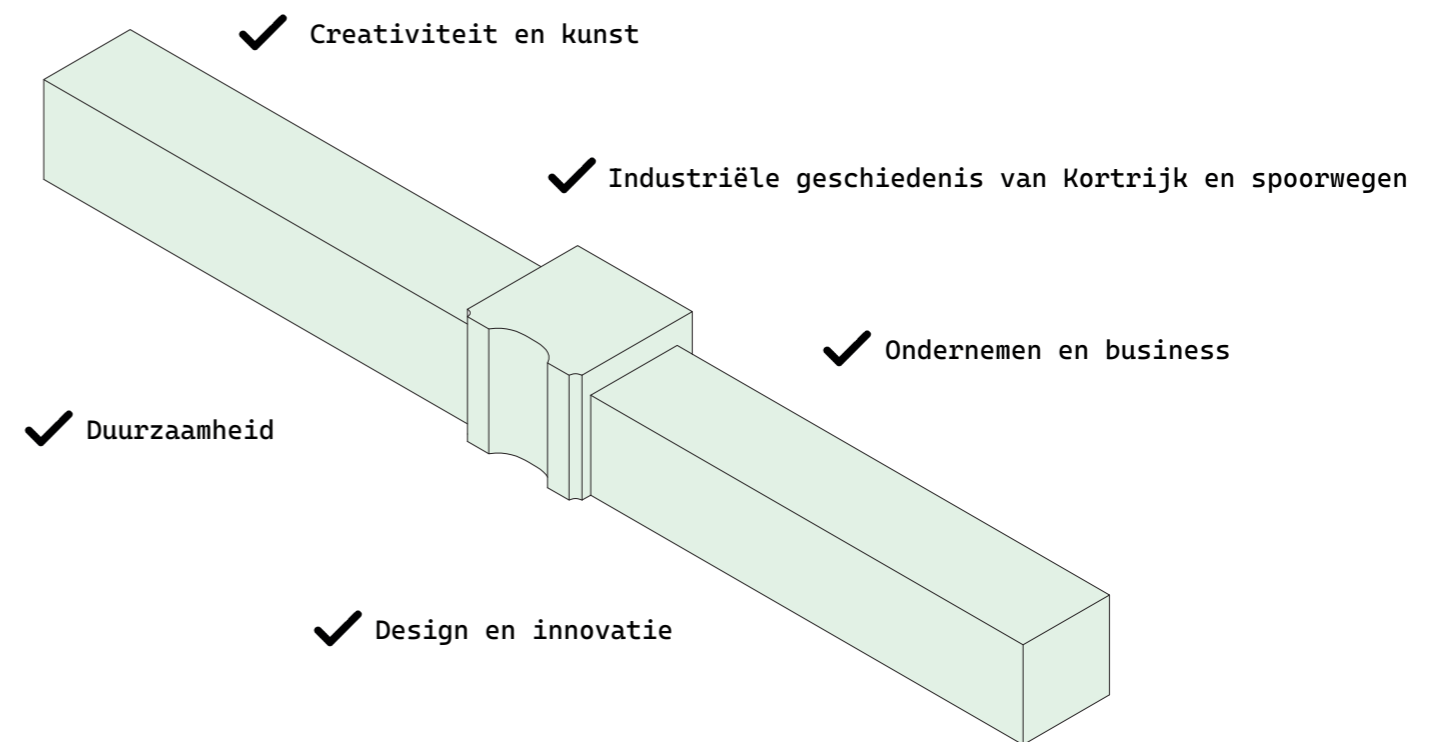 Creativiteit en kunst
Industriële geschiedenis van Kortrijk en spoorwegen
Ondernemen en business
Duurzaamheid
Design en innovatie